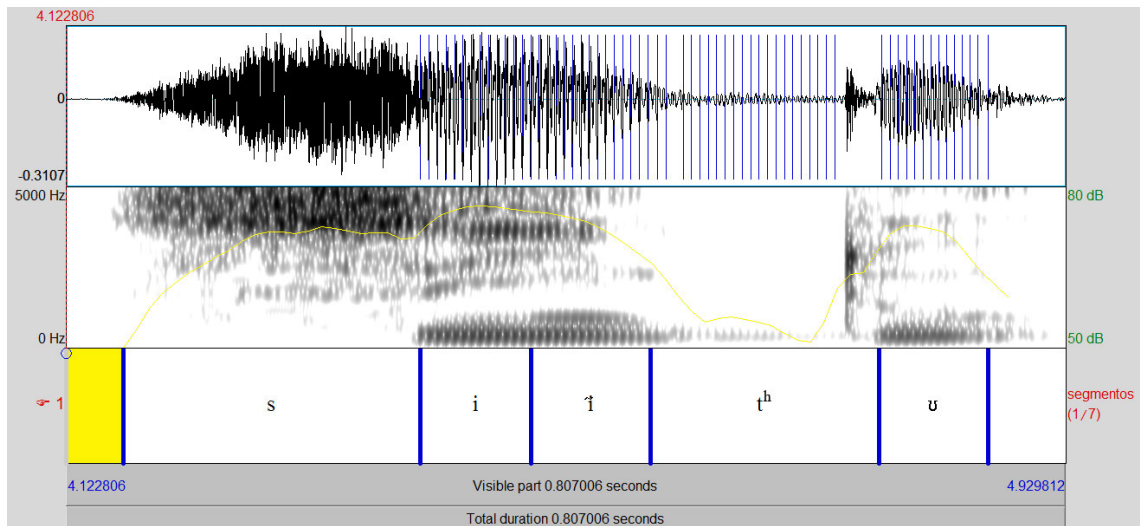 4.122806
0
-0.3107
5000 Hz
80 dB
0 Hz
50 dB
☞ 1
s
i
ĩ
tʰ
ʊ
segmentos
(1/7)
4.122806
Visible part 0.807006 seconds
4.929812
Total duration 0.807006 seconds